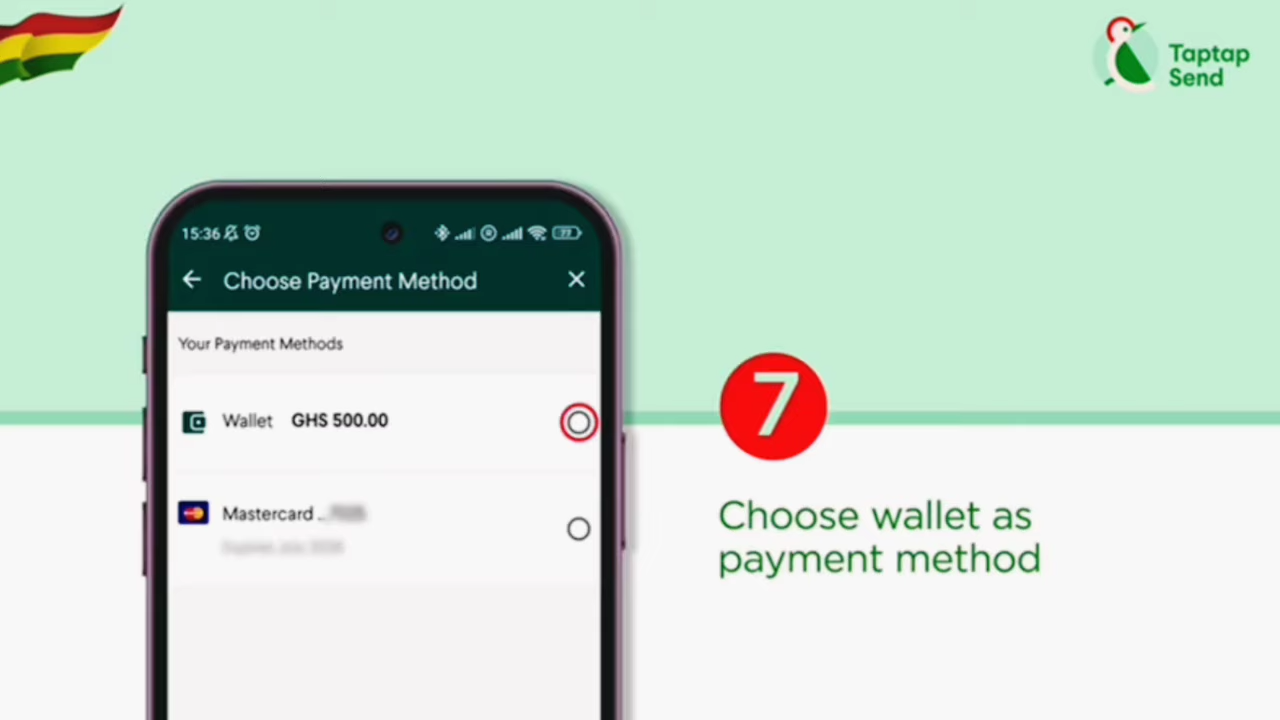 Taptap
Send
15:36
77
Choose Payment Method
Your Payment Methods
Wallet GHS 500.00
Mastercard ..
7
Choose wallet as
payment method